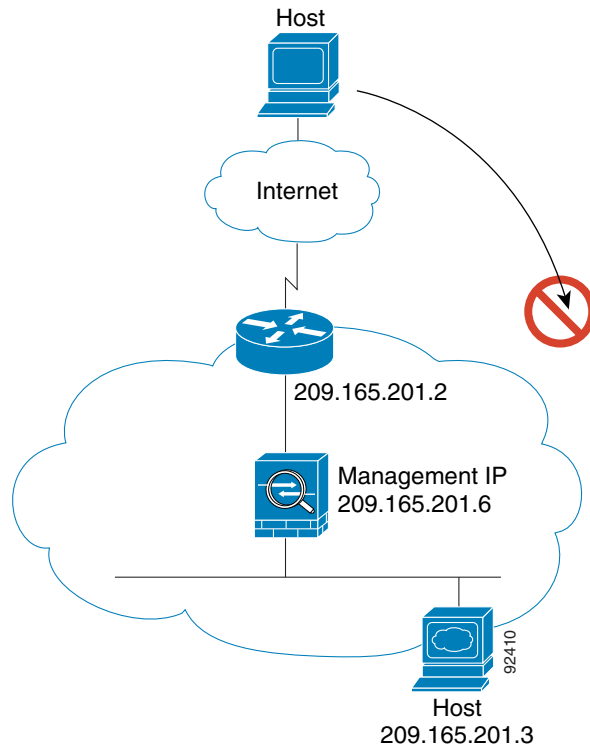 Host
Internet
209.165.201.2
Management IP
209.165.201.6
92410
Host
209.165.201.3